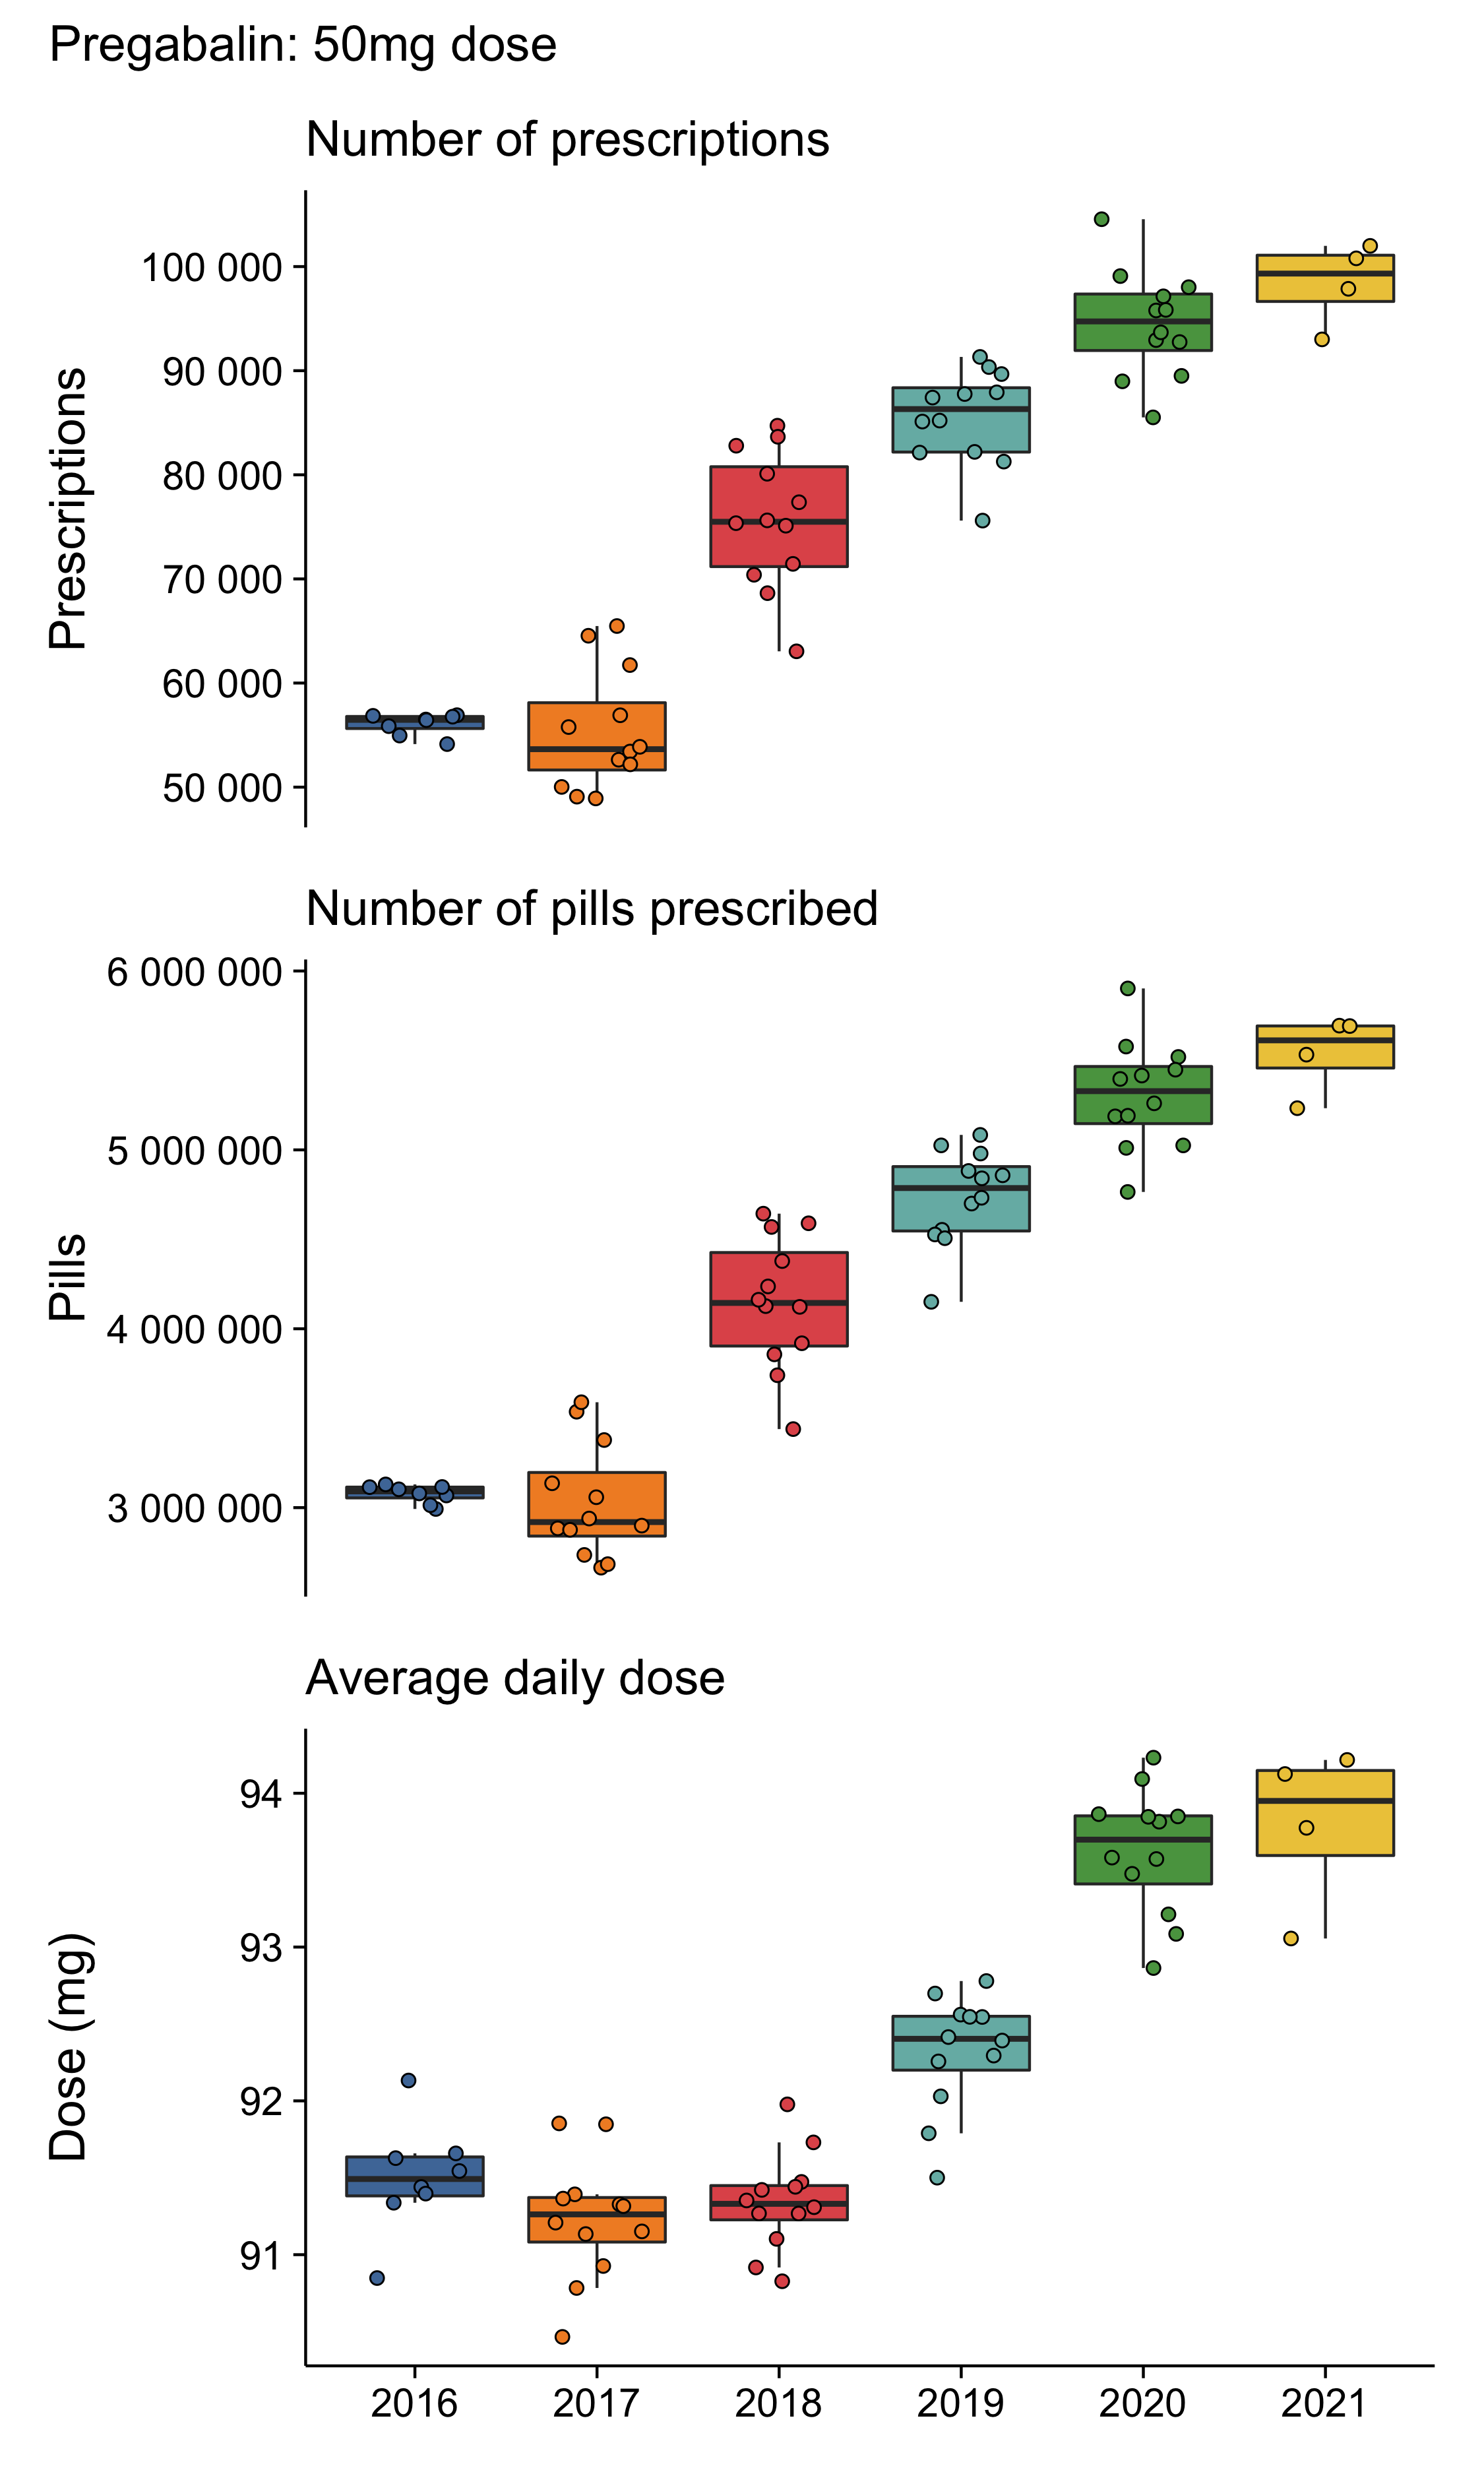 Pregabalin: 50mg dose
Number of prescriptions
Prescriptions
100 000
90 000
80 000
70 000
60 000
50 000
Number of pills prescribed
Pills
6 000 000
5 000 000
4 000 000
3 000 000
Average daily dose
Dose (mg)
94
93
92
91
2016 2017 2018 2019 2020 2021